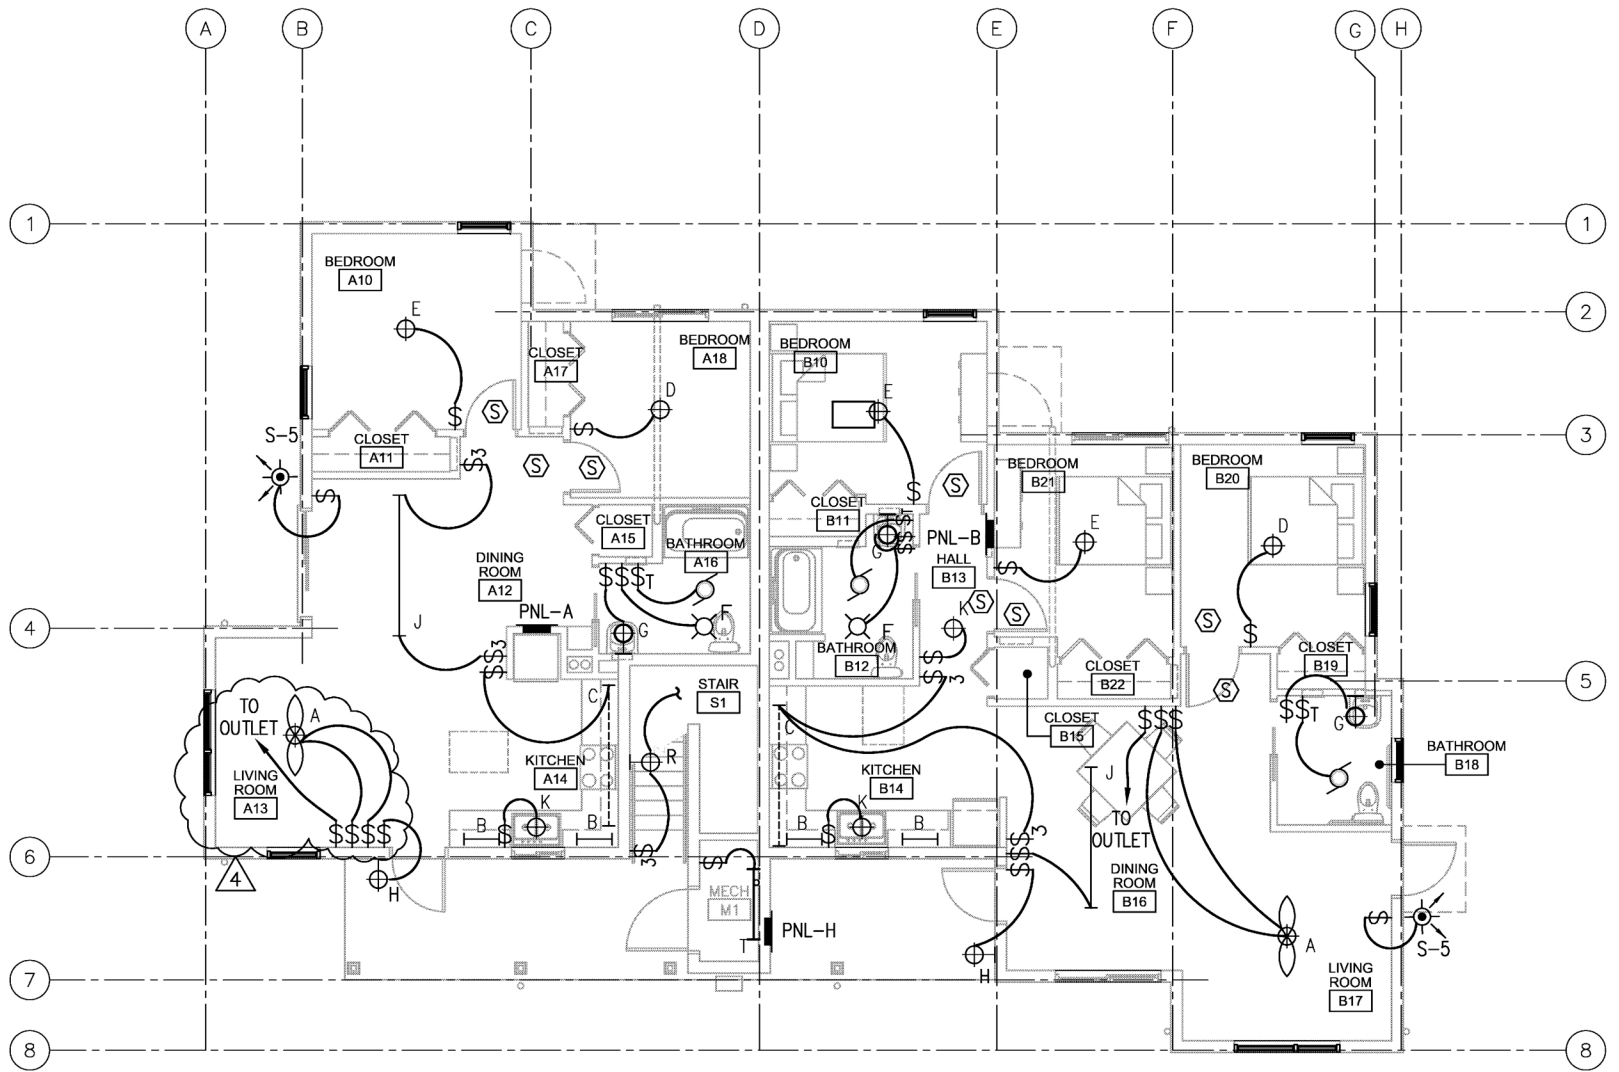 A B C D E F G H
1 1
BEDROOM
A10
E
2
CLOSET
A17
BEDROOM
A18
BEDROOM
B10
D
E
$
$
S
S-5
CLOSET
A11
$3
S
S
3
$
S
$
BEDROOM
B21
BEDROOM
B20
CLOSET
B11
$
$
$T
$
$
G
PNL-B
HALL
B13
E
D
CLOSET
A15
BATHROOM
A16
DINING
ROOM
A12
$$$T
$
PNL-A
J
G
F
F
K
S
S
S
$
4
$$3
BATHROOM
B12
$
$3
CLOSET
B22
CLOSET
B19
S
5
STAIR
S1
C
C
$$T
G
CLOSET
B15
$$$
TO
OUTLET
A
LIVING
ROOM
A13
$$$$
4
H
R
KITCHEN
A14
K
B
$
B
$3
KITCHEN
B14
K
B
$
B
J
TO
OUTLET
BATHROOM
B18
$3
$
$
6
DINING
ROOM
B16
$
MECH
M1
T
PNL-H
H
A
$
S-5
LIVING
ROOM
B17
7
8 8